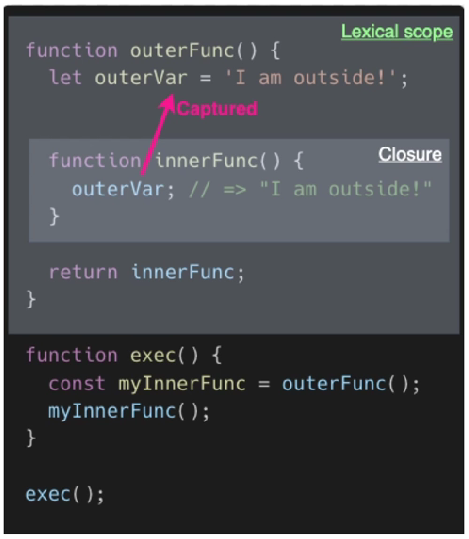 Lexical scope
function outerFunc() {
  let outerVar = 'I am outside!';
Captured
  function innerFunc() {
Closure
    outerVar; // => "I am outside!"
  }
  return innerFunc;
}
function exec() {
  const myInnerFunc = outerFunc();
  myInnerFunc();
}
exec();